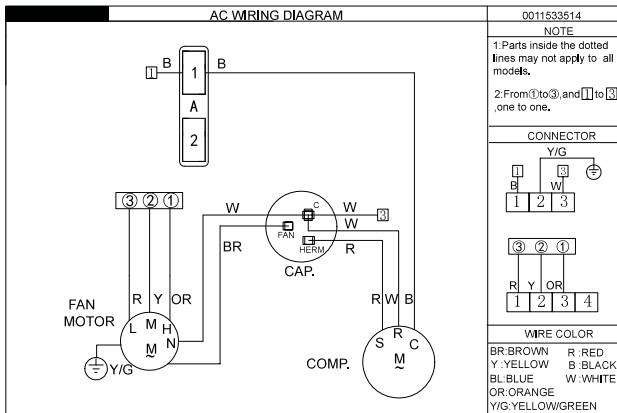 AC WIRING DIAGRAM
1 B 1 B
A
2
③ ② ①
R Y OR
FAN
MOTOR
L M H
N
M
~
Y/G
W
BR
C
FAN
HERM
CAP.
W 3
W
R
R W B
S R C
M
~
COMP.
0011533514
NOTE
1:Parts inside the dotted
lines may not apply to all
models.
2:From①to③,and 1 to 3
,one to one.
CONNECTOR
Y/G
1 3
B W
1 2 3
③ ② ①
R Y OR
1 2 3 4
WIRE COLOR
BR:BROWN R :RED
Y :YELLOW B :BLACK
BL:BLUE W :WHITE
OR:ORANGE
Y/G:YELLOW/GREEN